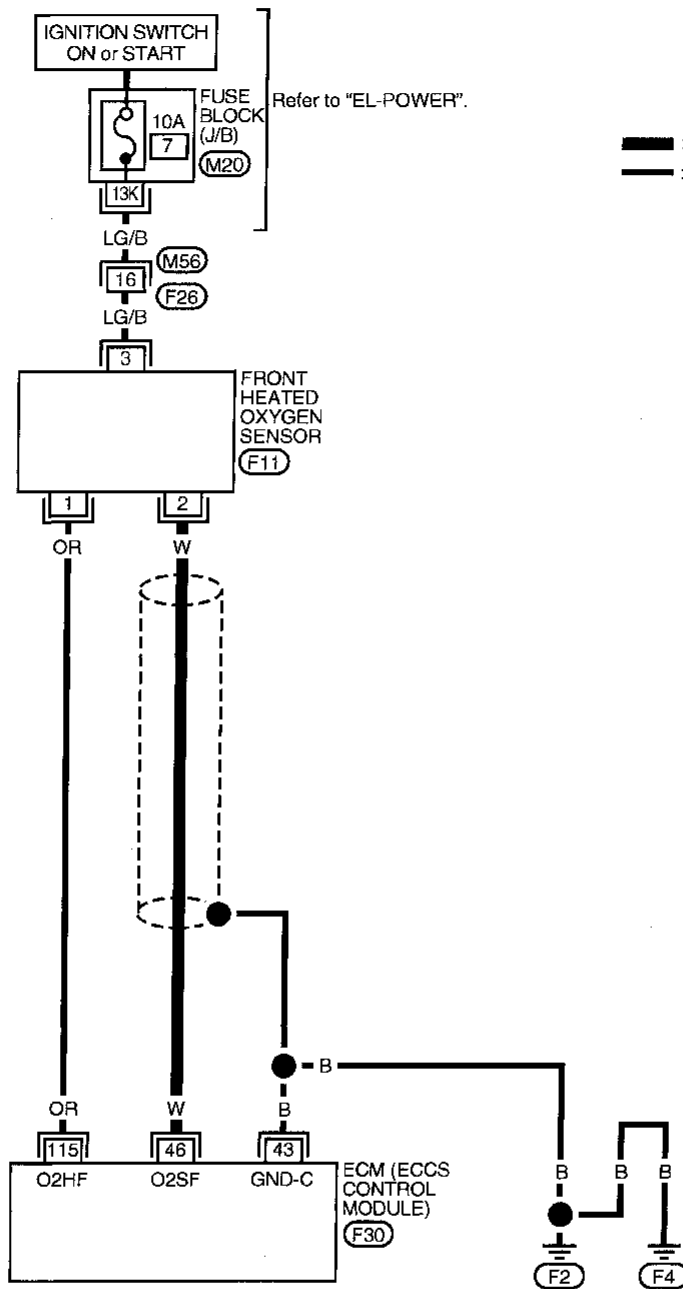 IGNITION SWITCH
ON or START
FUSE
BLOCK
(J/B)
10A
7
M20
Refer to "EL-POWER".
13K
LG/B
M56
16
F26
LG/B
3
FRONT
HEATED
OXYGEN
SENSOR
F11
1
2
OR
W
B
OR
W
B
115
46
43
O2HF
O2SF
GND-C
ECM (ECCS
CONTROL
MODULE)
F30
B
B
B
F2
F4